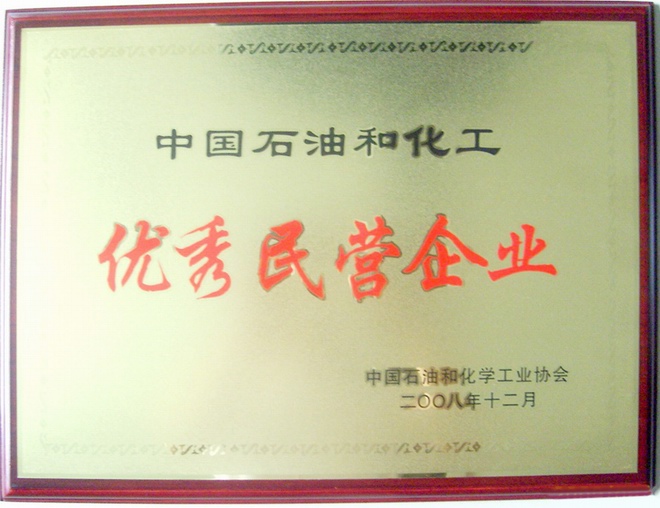 中国石油和化工
优秀民营企业
中国石油和化学工业协会
二〇〇八年十二月